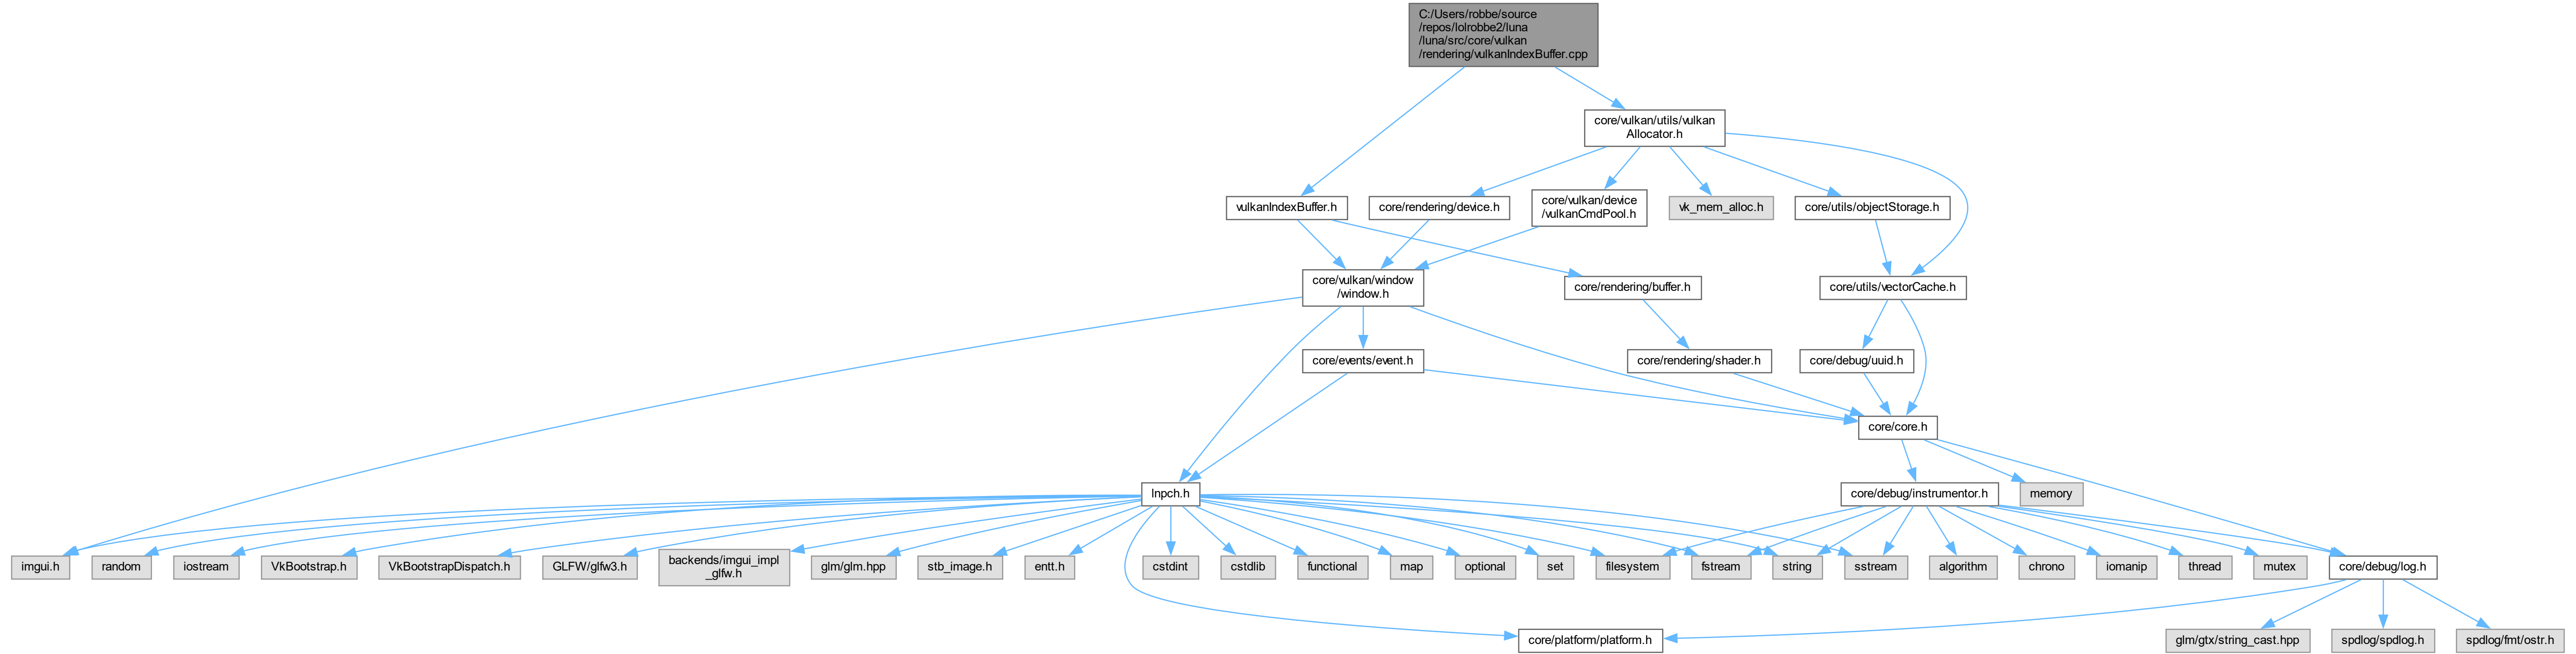 C:/Users/robbe/source
/repos/lolrobbe2/luna
/luna/src/core/vulkan
/rendering/vulkanIndexBuffer.cpp
core/vulkan/utils/vulkan
Allocator.h
vulkanIndexBuffer.h
core/rendering/device.h
core/vulkan/device
/vulkanCmdPool.h
vk_mem_alloc.h
core/utils/objectStorage.h
core/vulkan/window
/window.h
core/rendering/buffer.h
core/utils/vectorCache.h
core/events/event.h
core/rendering/shader.h
core/debug/uuid.h
core/core.h
lnpch.h
core/debug/instrumentor.h
memory
imgui.h
random
iostream
VkBootstrap.h
VkBootstrapDispatch.h
GLFW/glfw3.h
backends/imgui_impl
_glfw.h
glm/glm.hpp
stb_image.h
entt.h
cstdint
cstdlib
functional
map
optional
set
filesystem
fstream
string
sstream
algorithm
chrono
iomanip
thread
mutex
core/debug/log.h
core/platform/platform.h
glm/gtx/string_cast.hpp
spdlog/spdlog.h
spdlog/fmt/ostr.h